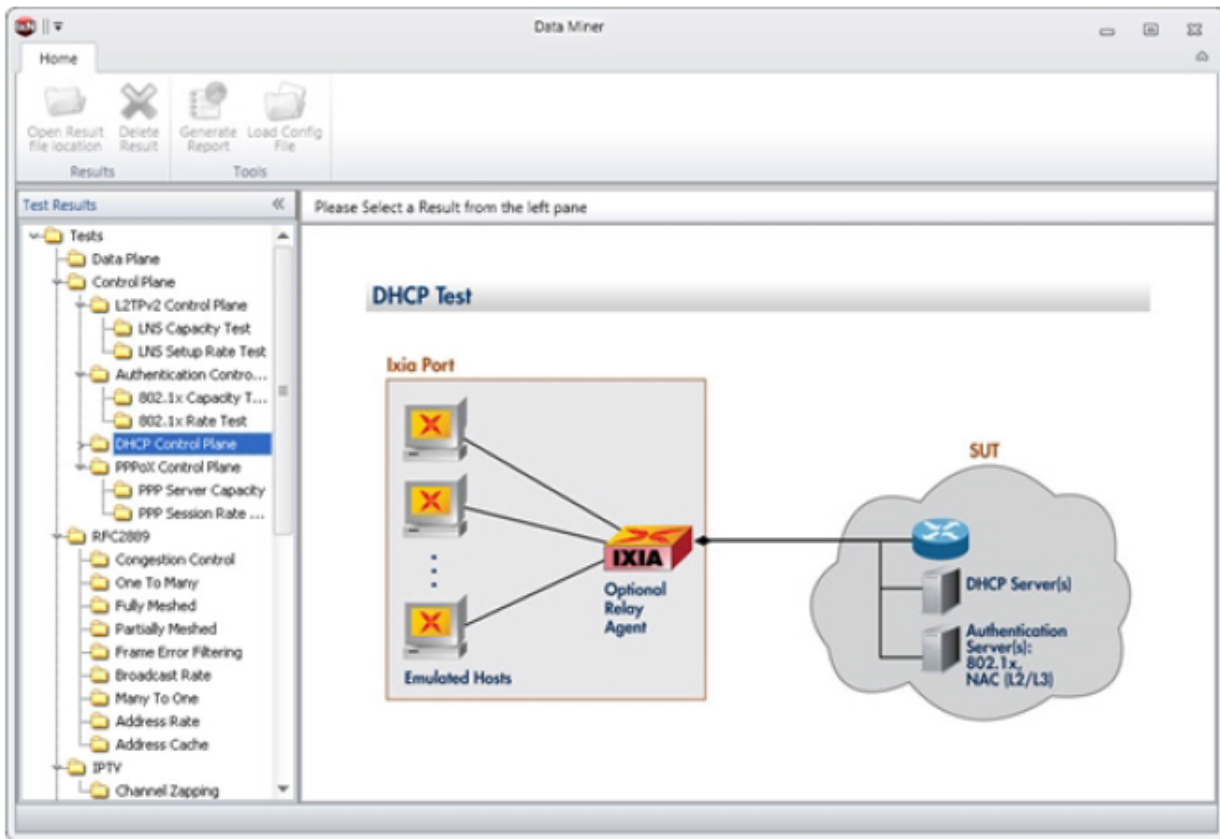 IxN
Data Miner
Home
Open Result
file location
Delete
Result
Generate
Report
Load Config
File
Results
Tools
Test Results
Please Select a Result from the left pane
Tests
Data Plane
Control Plane
L2TPv2 Control Plane
LNS Capacity Test
LNS Setup Rate Test
Authentication Contro...
802.1x Capacity T...
802.1x Rate Test
DHCP Control Plane
PPPoX Control Plane
PPP Server Capacity
PPP Session Rate ...
RFC2889
Congestion Control
One To Many
Fully Meshed
Partially Meshed
Frame Error Filtering
Broadcast Rate
Many To One
Address Rate
Address Cache
IPTV
Channel Zapping
DHCP Test
Ixia Port
IXIA
Optional
Relay
Agent
Emulated Hosts
SUT
DHCP Server(s)
Authentication
Server(s):
802.1x,
NAC (L2/L3)